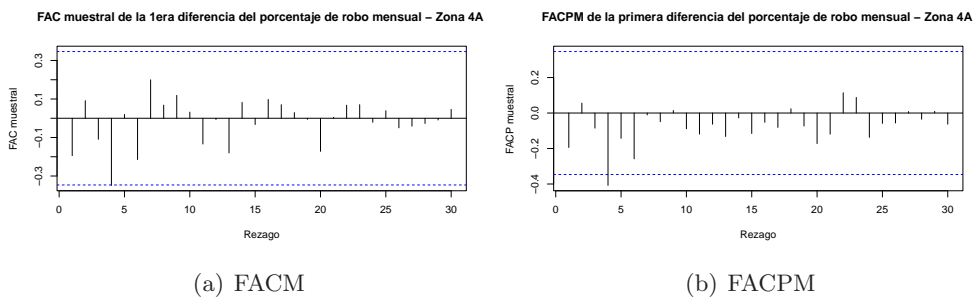 FAC muestral de la 1era diferencia del porcentaje de robo mensual – Zona 4A
FAC muestral
0.3
0.1
−0.1
−0.3
0 5 10 15 20 25 30
Rezago
(a) FACM
FACPM de la primera diferencia del porcentaje de robo mensual – Zona 4A
FACP muestral
0.2
0.0
−0.2
−0.4
0 5 10 15 20 25 30
Rezago
(b) FACPM